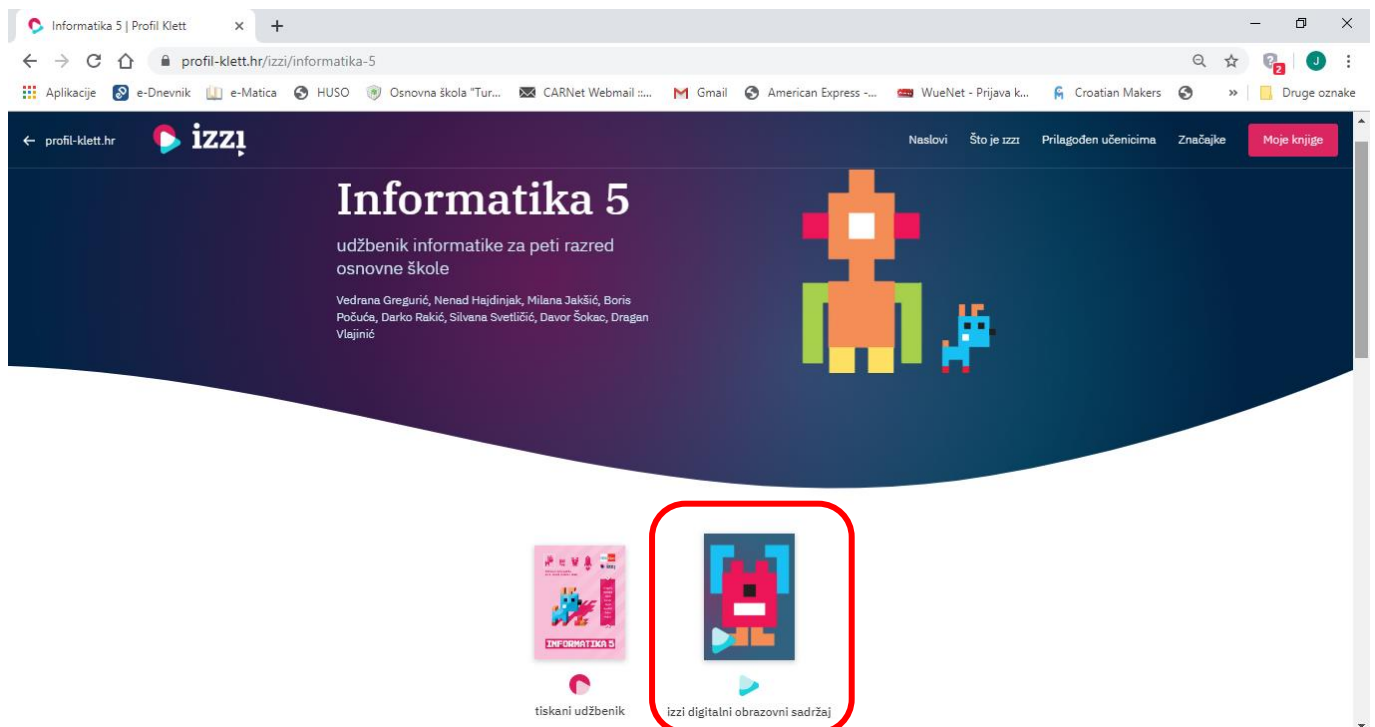 Informatika 5 | Profil Klett
profil-klett.hr/izzi/informatika-5
Aplikacije e-Dnevnik e-Matica HUSO Osnovna škola "Tur... CARNet Webmail ::... Gmail American Express -... WueNet - Prijava k... Croatian Makers » Druge oznake
← profil-klett.hr izzi Naslovi Što je IZZI Prilagođen učenicima Značajke Moje knjige
Informatika 5
udžbenik informatike za peti razred
osnovne škole
Vedrana Gregurić, Nenad Hajdinjak, Milana Jakšić, Boris
Počuća, Darko Rakić, Silvana Svetličić, Davor Šokac, Dragan
Vlajinić
INFORMATIKA 5
tiskani udžbenik izzi digitalni obrazovni sadržaj